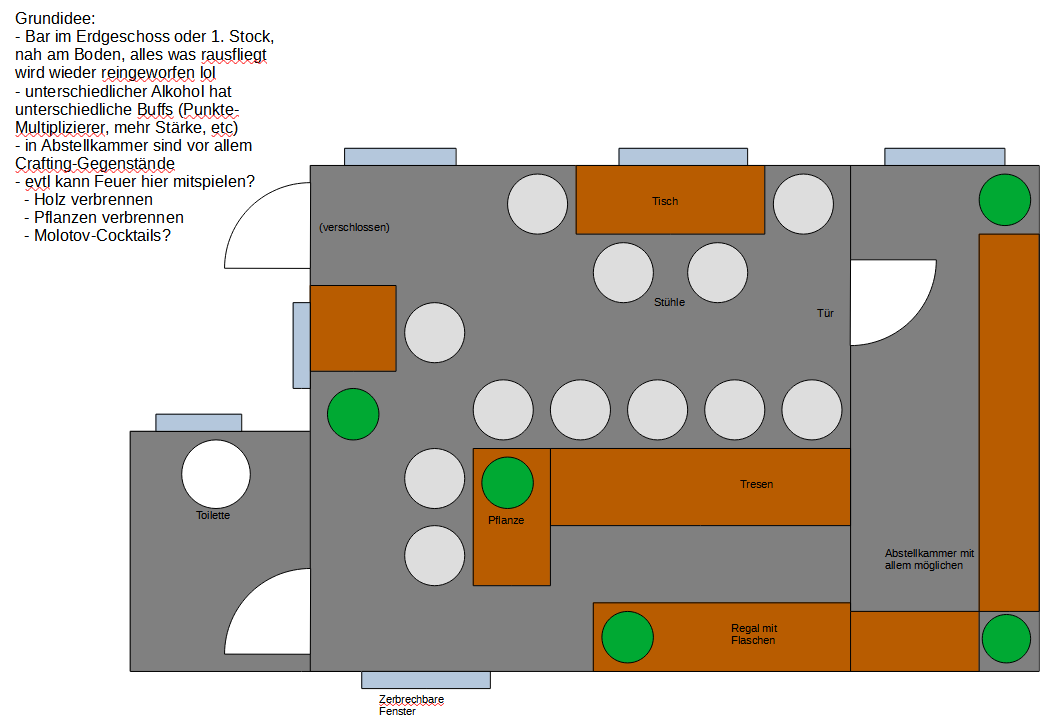 Grundidee:
- Bar im Erdgeschoss oder 1. Stock,
nah am Boden, alles was rausfliegt
wird wieder reingeworfen lol
- unterschiedlicher Alkohol hat
unterschiedliche Buffs (Punkte-
Multiplizierer, mehr Stärke, etc)
- in Abstellkammer sind vor allem
Crafting-Gegenstände
- evtl kann Feuer hier mitspielen?
- Holz verbrennen
- Pflanzen verbrennen
- Molotov-Cocktails?
(verschlossen)
Tisch
Stühle
Tür
Tresen
Pflanze
Toilette
Abstellkammer mit
allem möglichen
Regal mit
Flaschen
Zerbrechbare
Fenster